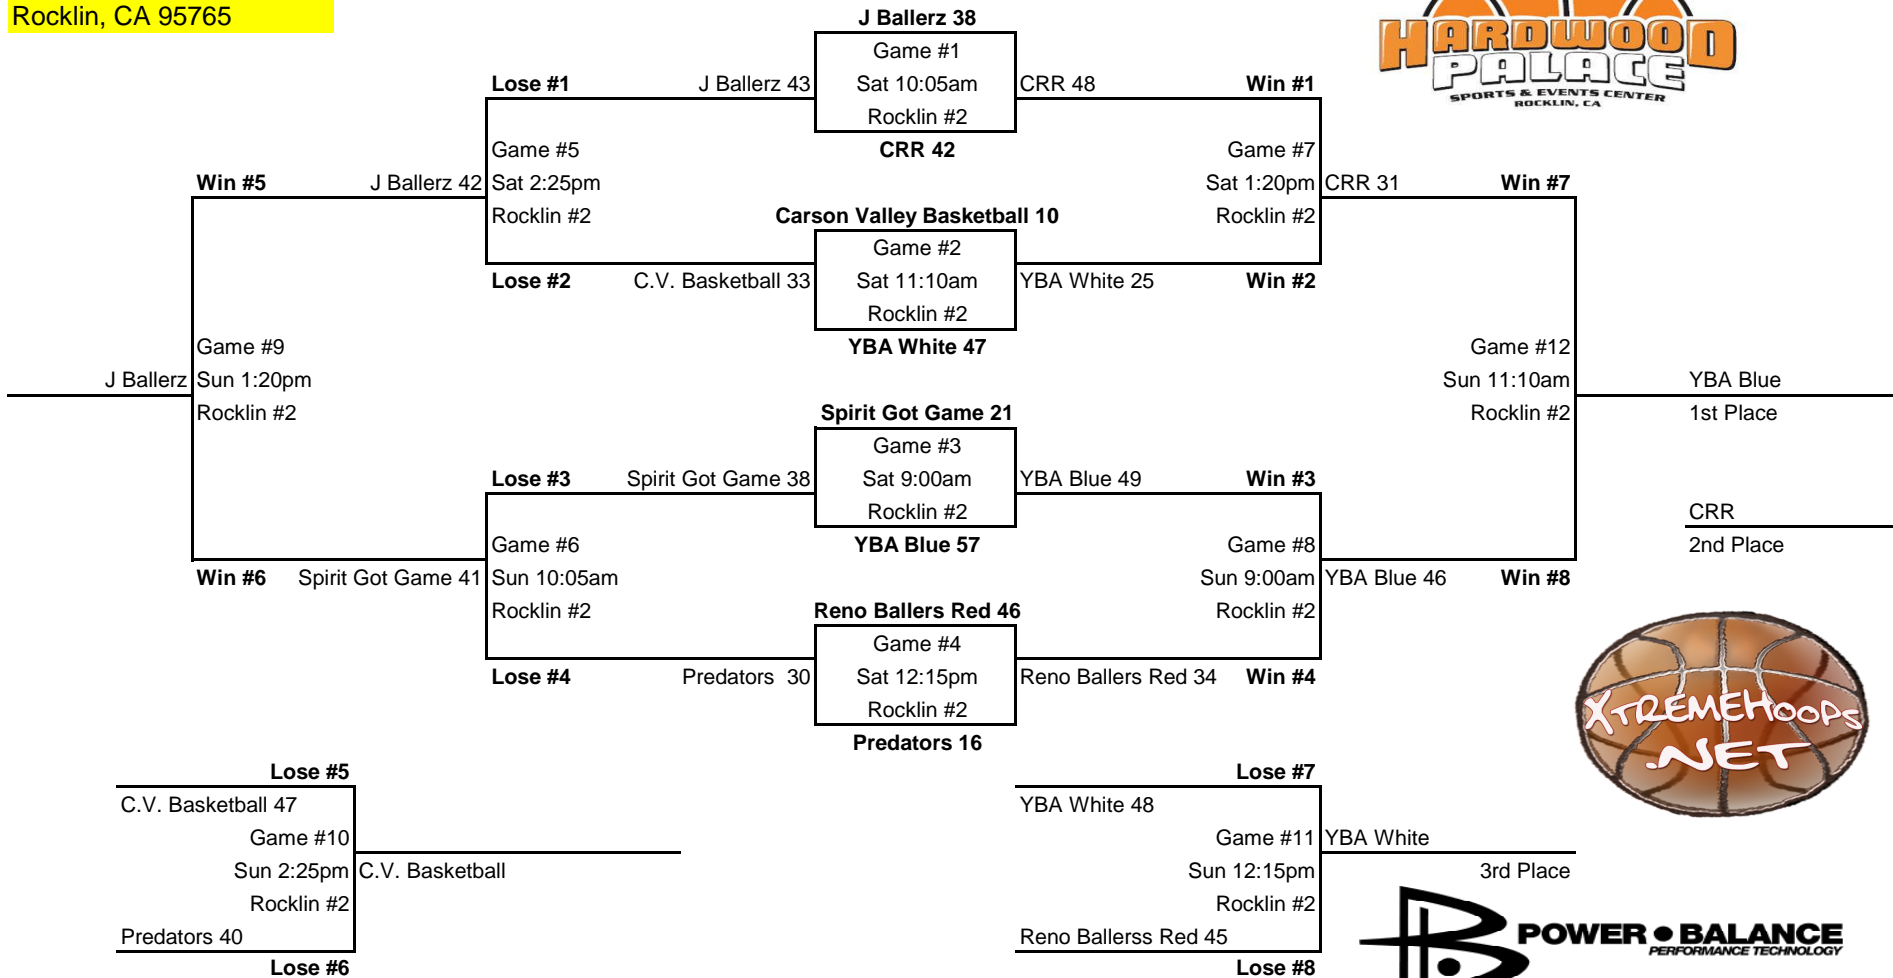 Rocklin, CA 95765
HARDWOOD
PALACE
SPORTS & EVENTS CENTER
ROCKLIN, CA
J Ballerz 38
Game #1
Lose #1 J Ballerz 43 Sat 10:05am CRR 48 Win #1
Rocklin #2
Game #5 CRR 42 Game #7
Win #5 J Ballerz 42 Sat 2:25pm Sat 1:20pm CRR 31 Win #7
Rocklin #2 Carson Valley Basketball 10 Rocklin #2
Game #2
Lose #2 C.V. Basketball 33 Sat 11:10am YBA White 25 Win #2
Rocklin #2
Game #9 YBA White 47 Game #12
J Ballerz Sun 1:20pm Sun 11:10am YBA Blue
Rocklin #2 Spirit Got Game 21 Rocklin #2 1st Place
Game #3
Lose #3 Spirit Got Game 38 Sat 9:00am YBA Blue 49 Win #3
Rocklin #2 CRR
Game #6 YBA Blue 57 Game #8 2nd Place
Win #6 Spirit Got Game 41 Sun 10:05am Sun 9:00am YBA Blue 46 Win #8
Rocklin #2 Reno Ballers Red 46 Rocklin #2
Game #4
Lose #4 Predators 30 Sat 12:15pm Reno Ballers Red 34 Win #4
Rocklin #2
Predators 16
XTREMEHOOPS
.NET
Lose #5 Lose #7
C.V. Basketball 47 YBA White 48
Game #10 Game #11 YBA White
Sun 2:25pm C.V. Basketball Sun 12:15pm 3rd Place
Rocklin #2 Rocklin #2
Predators 40 Reno Ballerss Red 45
Lose #6 Lose #8
POWER BALANCE
PERFORMANCE TECHNOLOGY